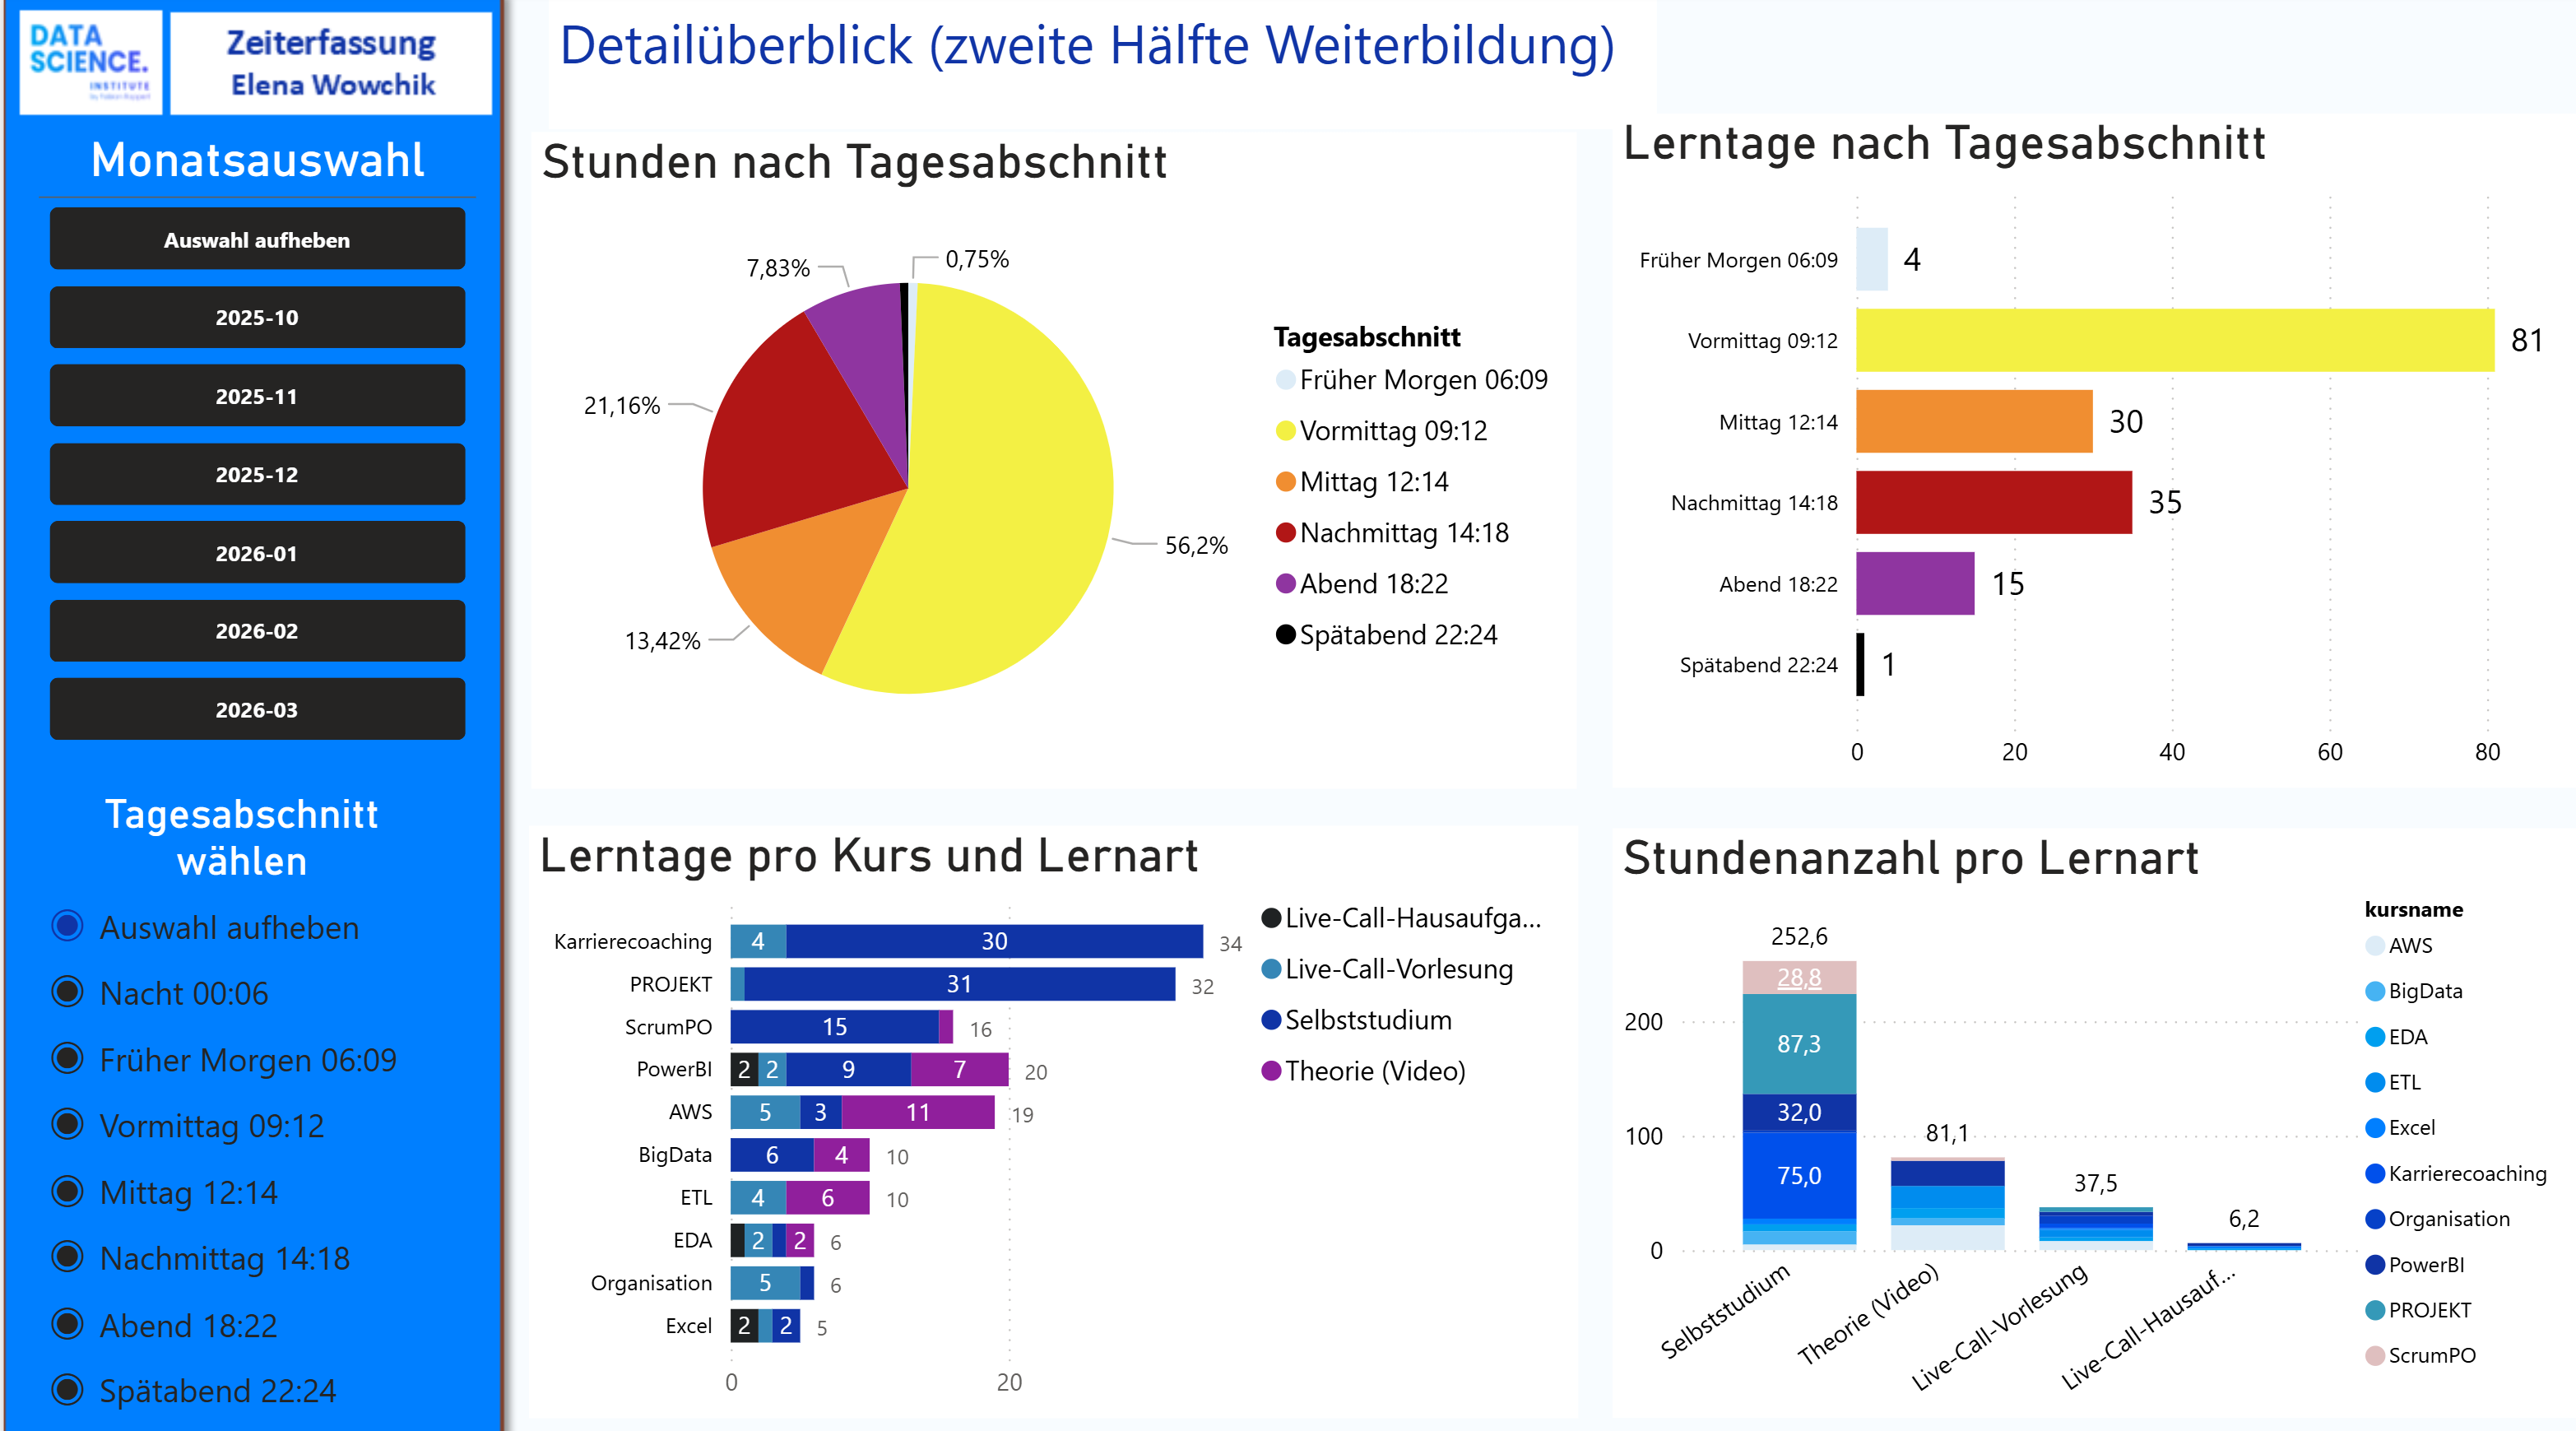 DATA
SCIENCE.
INSTITUTE
Zeiterfassung
Elena Wowchik
Monatsauswahl
Auswahl aufheben
2025-10
2025-11
2025-12
2026-01
2026-02
2026-03
Tagesabschnitt
wählen
Auswahl aufheben
Nacht 00:06
Früher Morgen 06:09
Vormittag 09:12
Mittag 12:14
Nachmittag 14:18
Abend 18:22
Spätabend 22:24
Detailüberblick (zweite Hälfte Weiterbildung)
Stunden nach Tagesabschnitt
7,83%
0,75%
21,16%
56,2%
13,42%
Tagesabschnitt
Früher Morgen 06:09
Vormittag 09:12
Mittag 12:14
Nachmittag 14:18
Abend 18:22
Spätabend 22:24
Lerntage nach Tagesabschnitt
Früher Morgen 06:09 4
Vormittag 09:12 81
Mittag 12:14 30
Nachmittag 14:18 35
Abend 18:22 15
Spätabend 22:24 1
0 20 40 60 80
Lerntage pro Kurs und Lernart
Karrierecoaching 4 30 34
PROJEKT 31 32
ScrumPO 15 16
PowerBI 2 2 9 7 20
AWS 5 3 11 19
BigData 6 4 10
ETL 4 6 10
EDA 2 2 6
Organisation 5 6
Excel 2 2 5
0 20
Live-Call-Hausaufga...
Live-Call-Vorlesung
Selbststudium
Theorie (Video)
Stundenanzahl pro Lernart
200
100
0
252,6
28,8
87,3
32,0
75,0
81,1
37,5
6,2
Selbststudium
Theorie (Video)
Live-Call-Vorlesung
Live-Call-Hausauf...
kursname
AWS
BigData
EDA
ETL
Excel
Karrierecoaching
Organisation
PowerBI
PROJEKT
ScrumPO